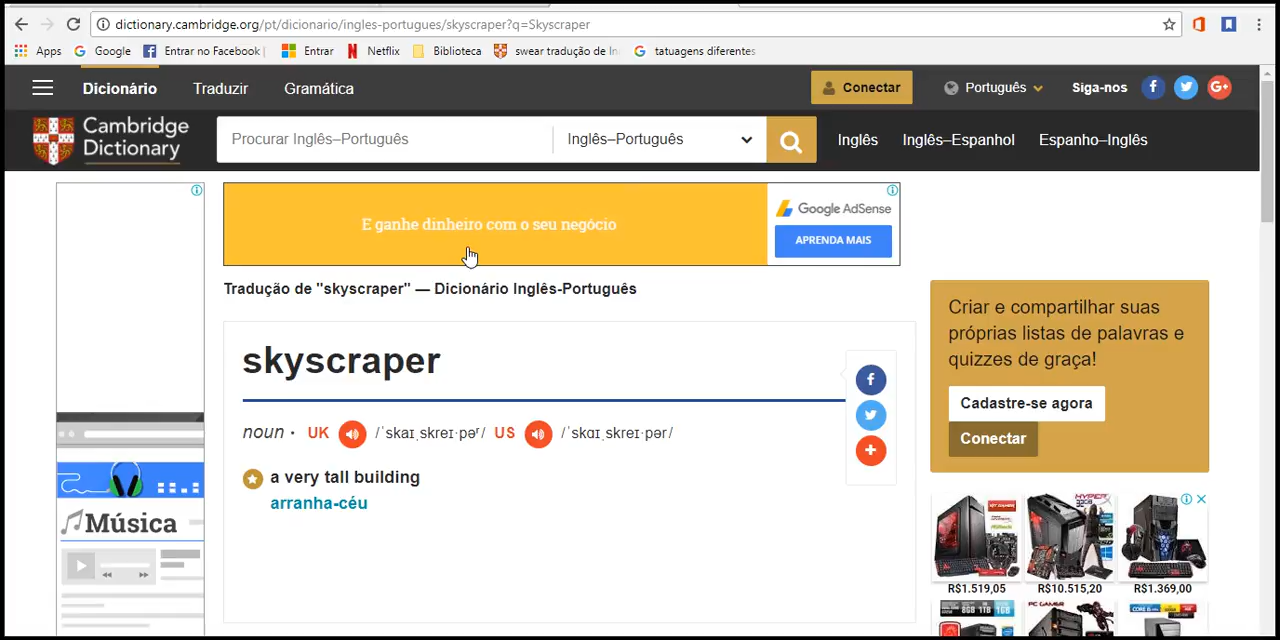 dictionary.cambridge.org/pt/dicionario/ingles-portugues/skyscraper?q=Skyscraper
Apps Google Entrar no Facebook Entrar Netflix Biblioteca swear tradução de In tatuagens diferentes
Dicionário Traduzir Gramática Conectar Português Siga-nos
Cambridge
Dictionary
Procurar Inglês–Português Inglês–Português Inglês Inglês–Espanhol Espanho–Inglês
E ganhe dinheiro com o seu negócio
Google AdSense
APRENDA MAIS
Tradução de "skyscraper" — Dicionário Inglês-Português
skyscraper
noun • UK /ˈskaɪˌskreɪ·pəʳ/ US /ˈskɑɪˌskreɪ·pər/
a very tall building
arranha-céu
Criar e compartilhar suas
próprias listas de palavras e
quizzes de graça!
Cadastre-se agora
Conectar
Música
R$1.519,05 R$10.515,20 R$1.369,00
PC GAMER